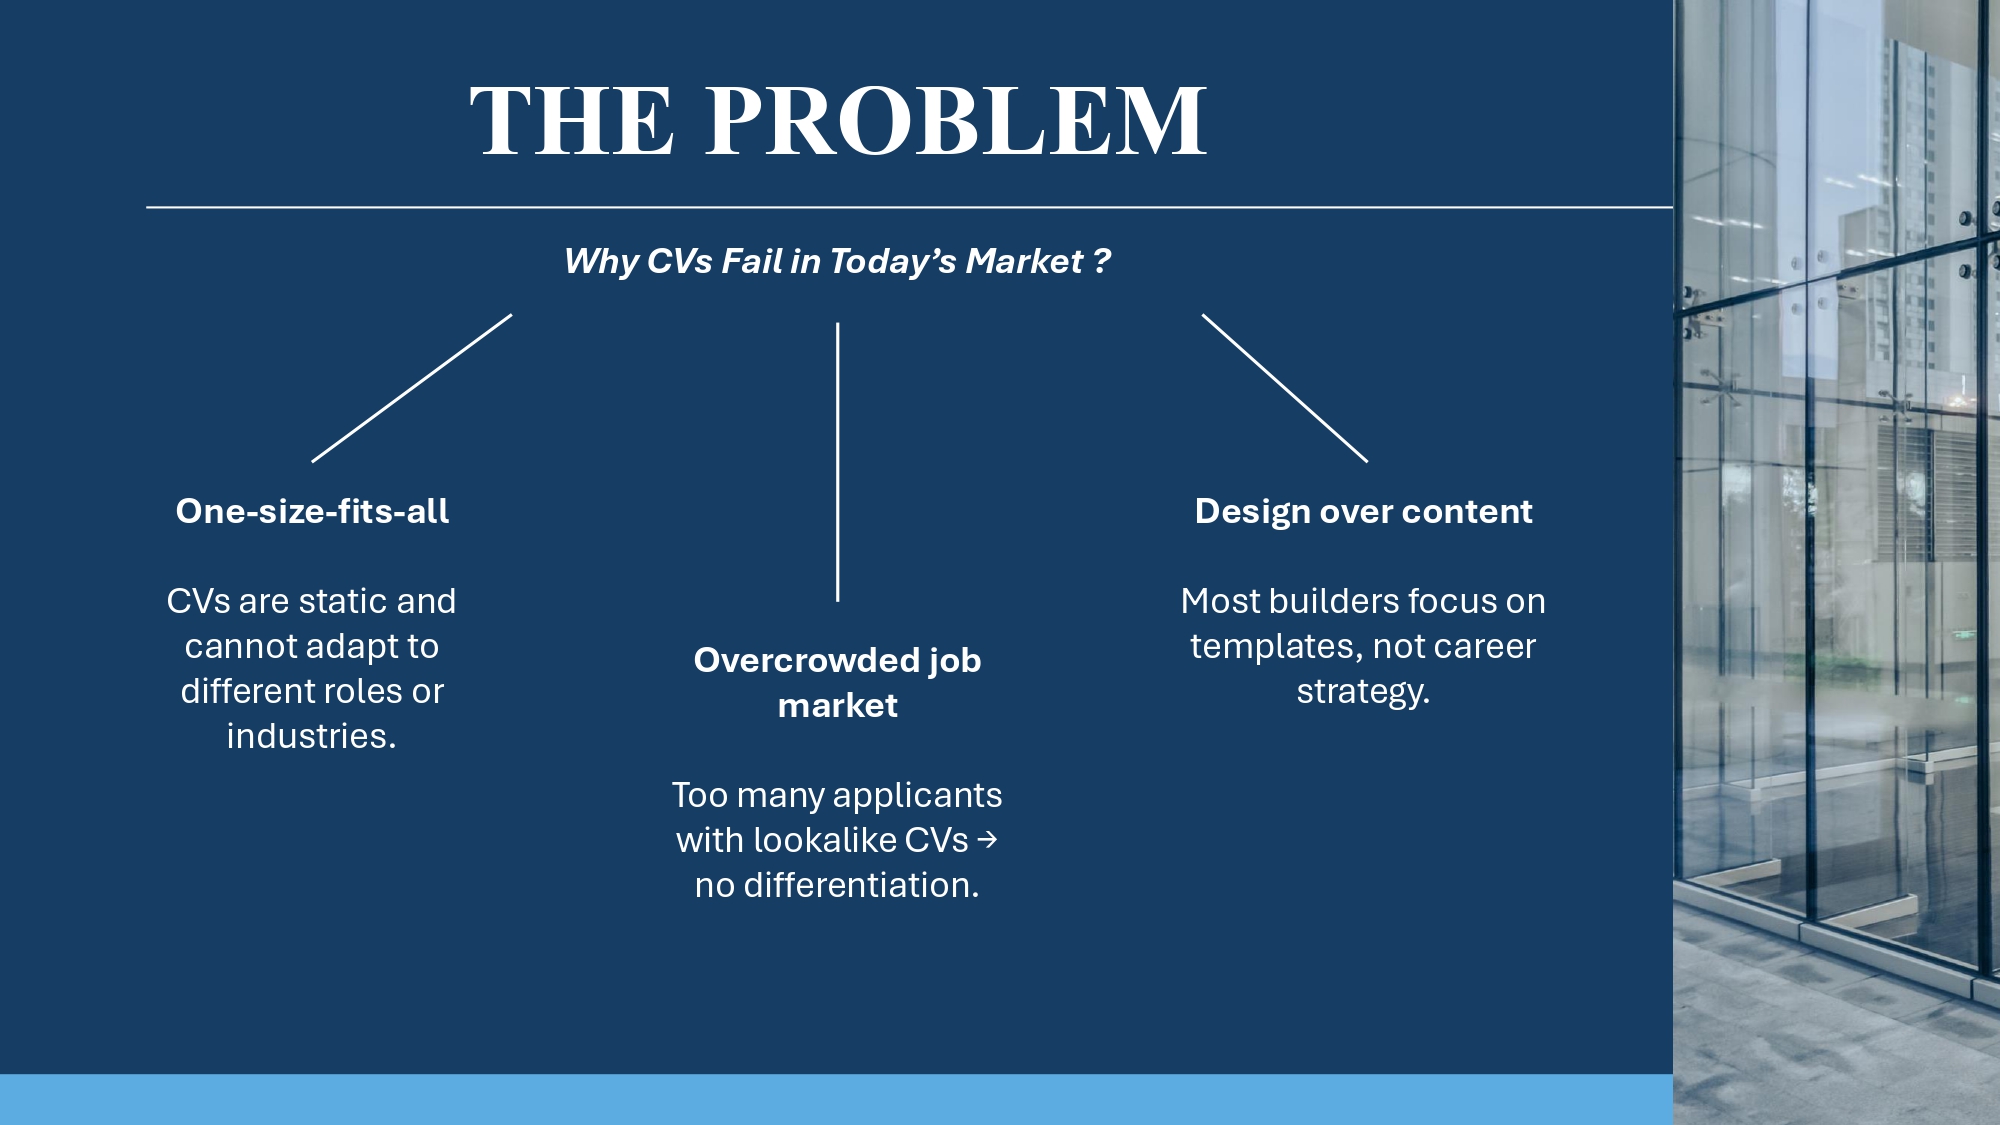 THE PROBLEM
Why CVs Fail in Today’s Market ?
One-size-fits-all
CVs are static and
cannot adapt to
different roles or
industries.
Overcrowded job
market
Too many applicants
with lookalike CVs →
no differentiation.
Design over content
Most builders focus on
templates, not career
strategy.